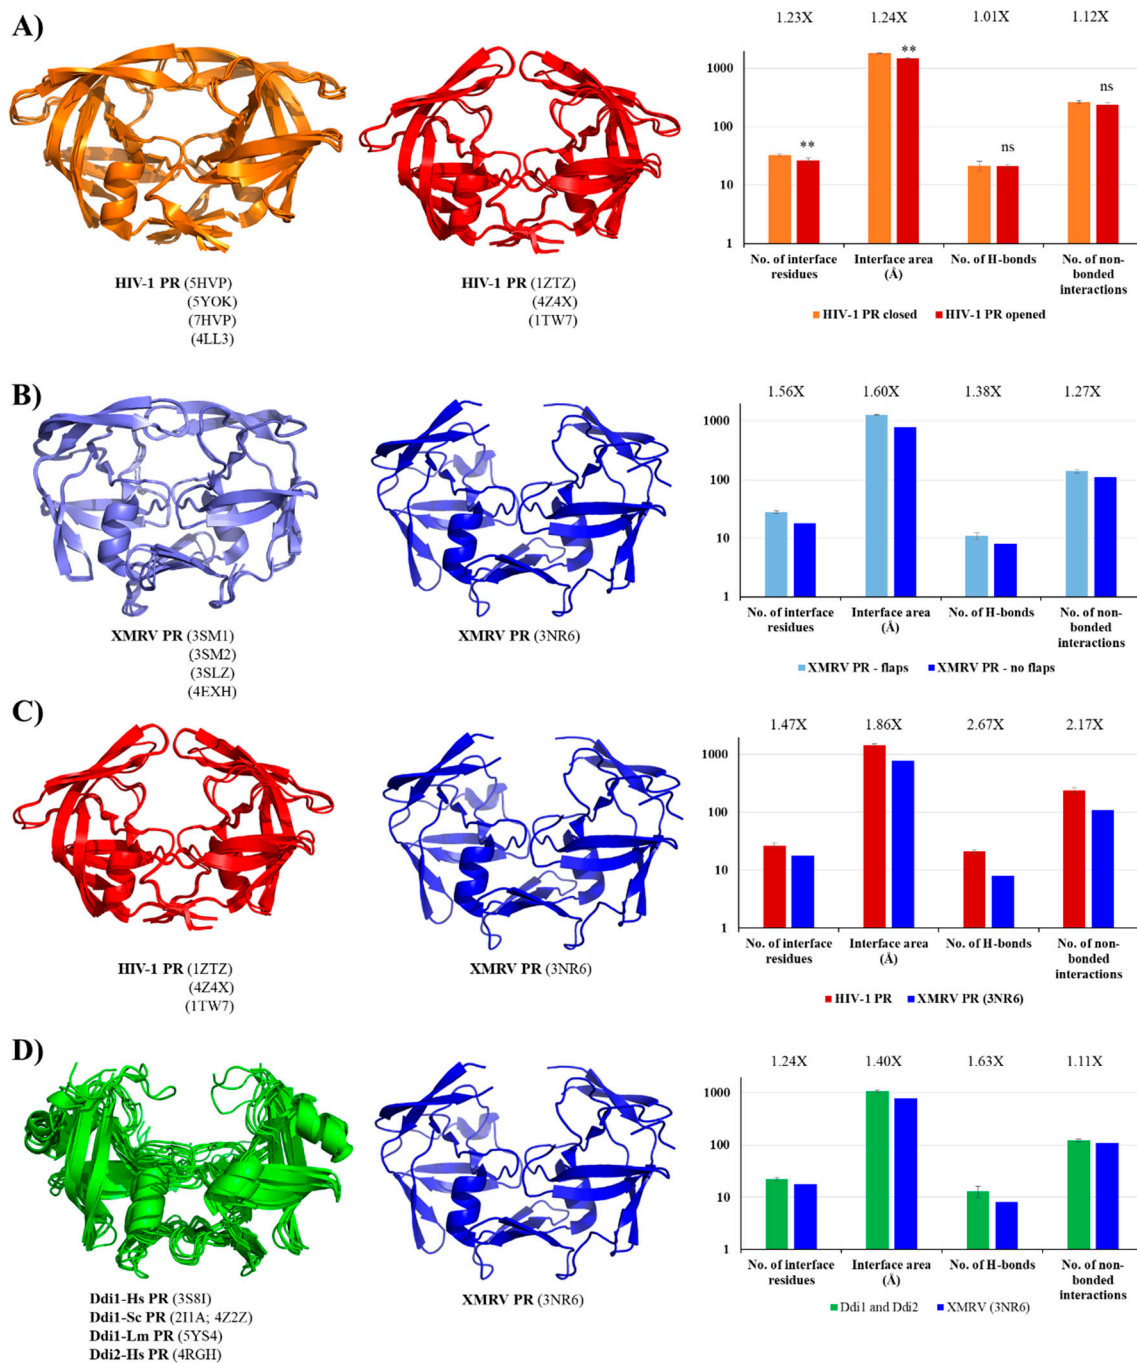 A)
HIV-1 PR (5HVP)
(5YOK)
(7HVP)
(4LL3)
HIV-1 PR (1ZTZ)
(4Z4X)
(1TW7)
1.23X 1.24X 1.01X 1.12X
1000
100
10
1
**
**
ns
ns
No. of interface residues
Interface area (Å)
No. of H-bonds
No. of non-bonded interactions
HIV-1 PR closed HIV-1 PR opened
B)
XMRV PR (3SM1)
(3SM2)
(3SLZ)
(4EXH)
XMRV PR (3NR6)
1.56X 1.60X 1.38X 1.27X
1000
100
10
1
No. of interface residues
Interface area (Å)
No. of H-bonds
No. of non-bonded interactions
XMRV PR - flaps XMRV PR - no flaps
C)
HIV-1 PR (1ZTZ)
(4Z4X)
(1TW7)
XMRV PR (3NR6)
1.47X 1.86X 2.67X 2.17X
1000
100
10
1
No. of interface residues
Interface area (Å)
No. of H-bonds
No. of non-bonded interactions
HIV-1 PR XMRV PR (3NR6)
D)
Ddi1-Hs PR (3S8I)
Ddi1-Sc PR (2I1A; 4Z2Z)
Ddi1-Lm PR (5YS4)
Ddi2-Hs PR (4RGH)
XMRV PR (3NR6)
1.24X 1.40X 1.63X 1.11X
1000
100
10
1
No. of interface residues
Interface area (Å)
No. of H-bonds
No. of non-bonded interactions
Ddi1 and Ddi2 XMRV (3NR6)